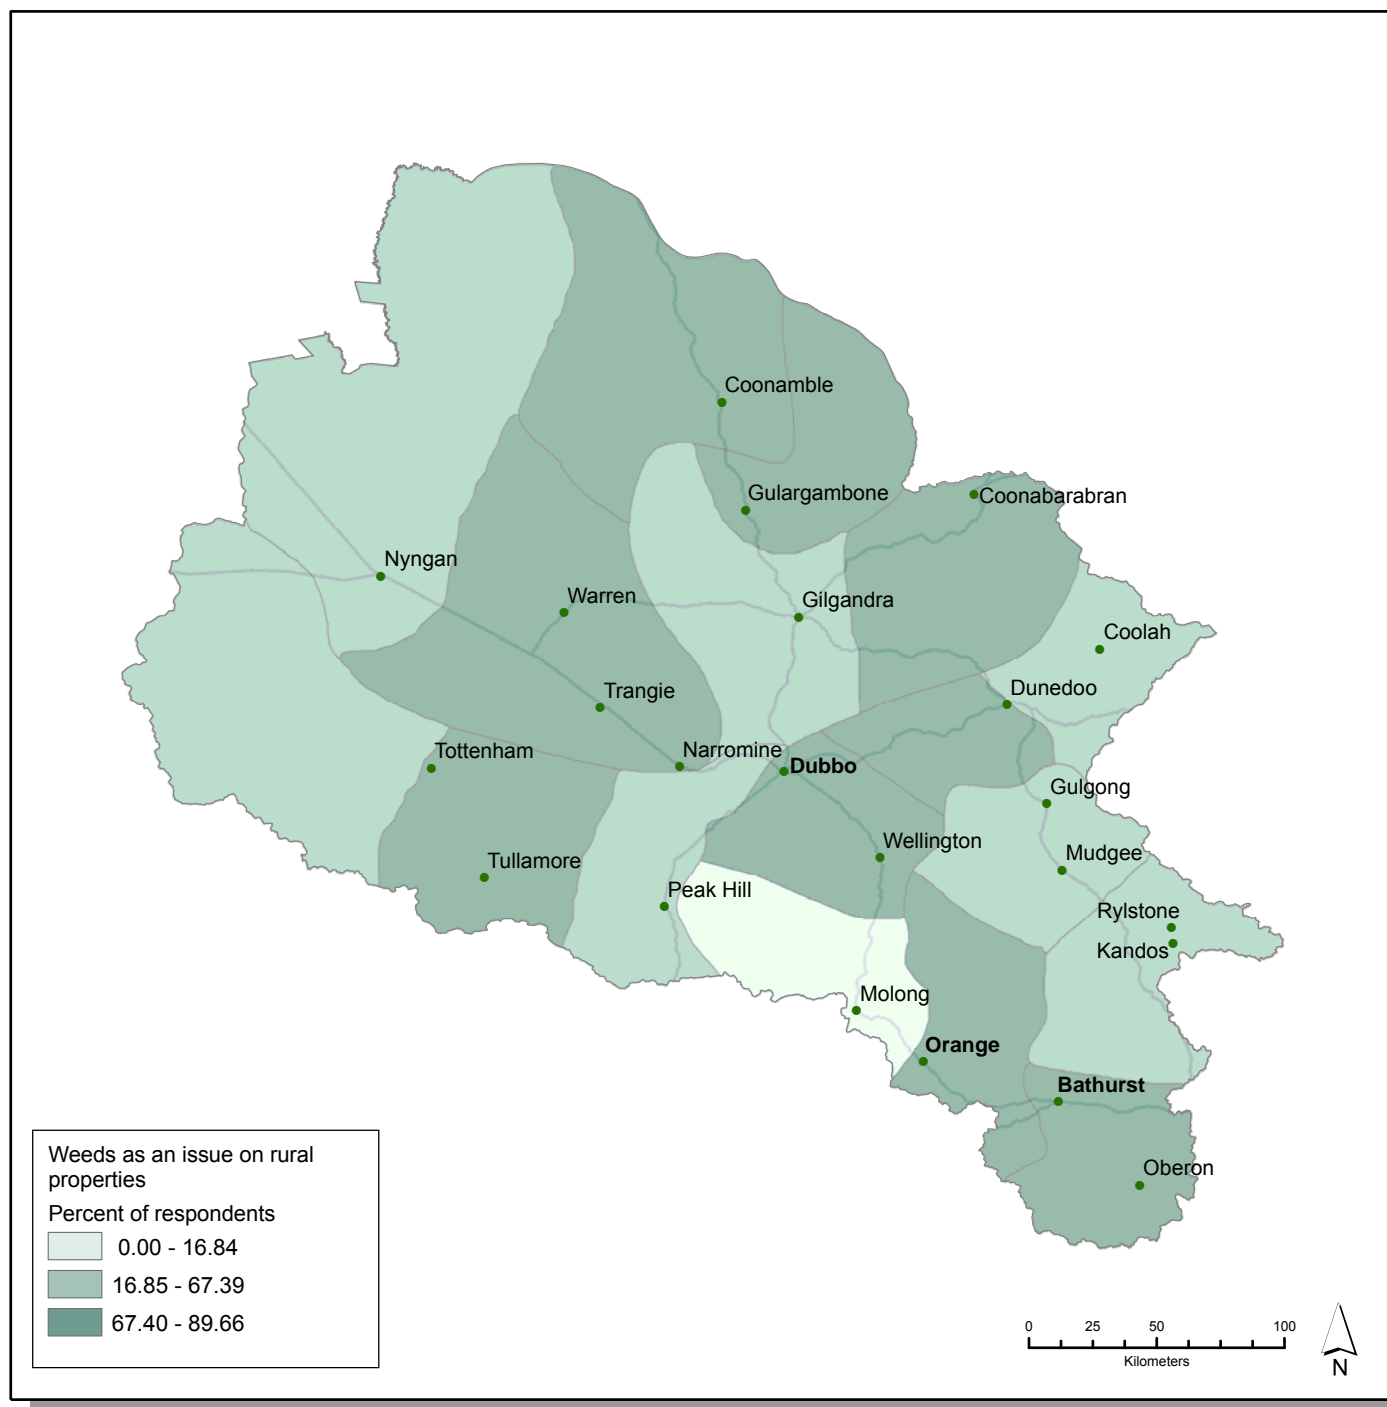 Coonamble
Gulargambone
Coonabarabran
Nyngan
Warren
Gilgandra
Coolah
Trangie
Dunedoo
Tottenham
Narromine
Dubbo
Gulgong
Wellington
Mudgee
Tullamore
Peak Hill
Rylstone
Kandos
Molong
Orange
Bathurst
Oberon
Weeds as an issue on rural
properties
Percent of respondents
0.00 - 16.84
16.85 - 67.39
67.40 - 89.66
0 25 50 100
Kilometers
N